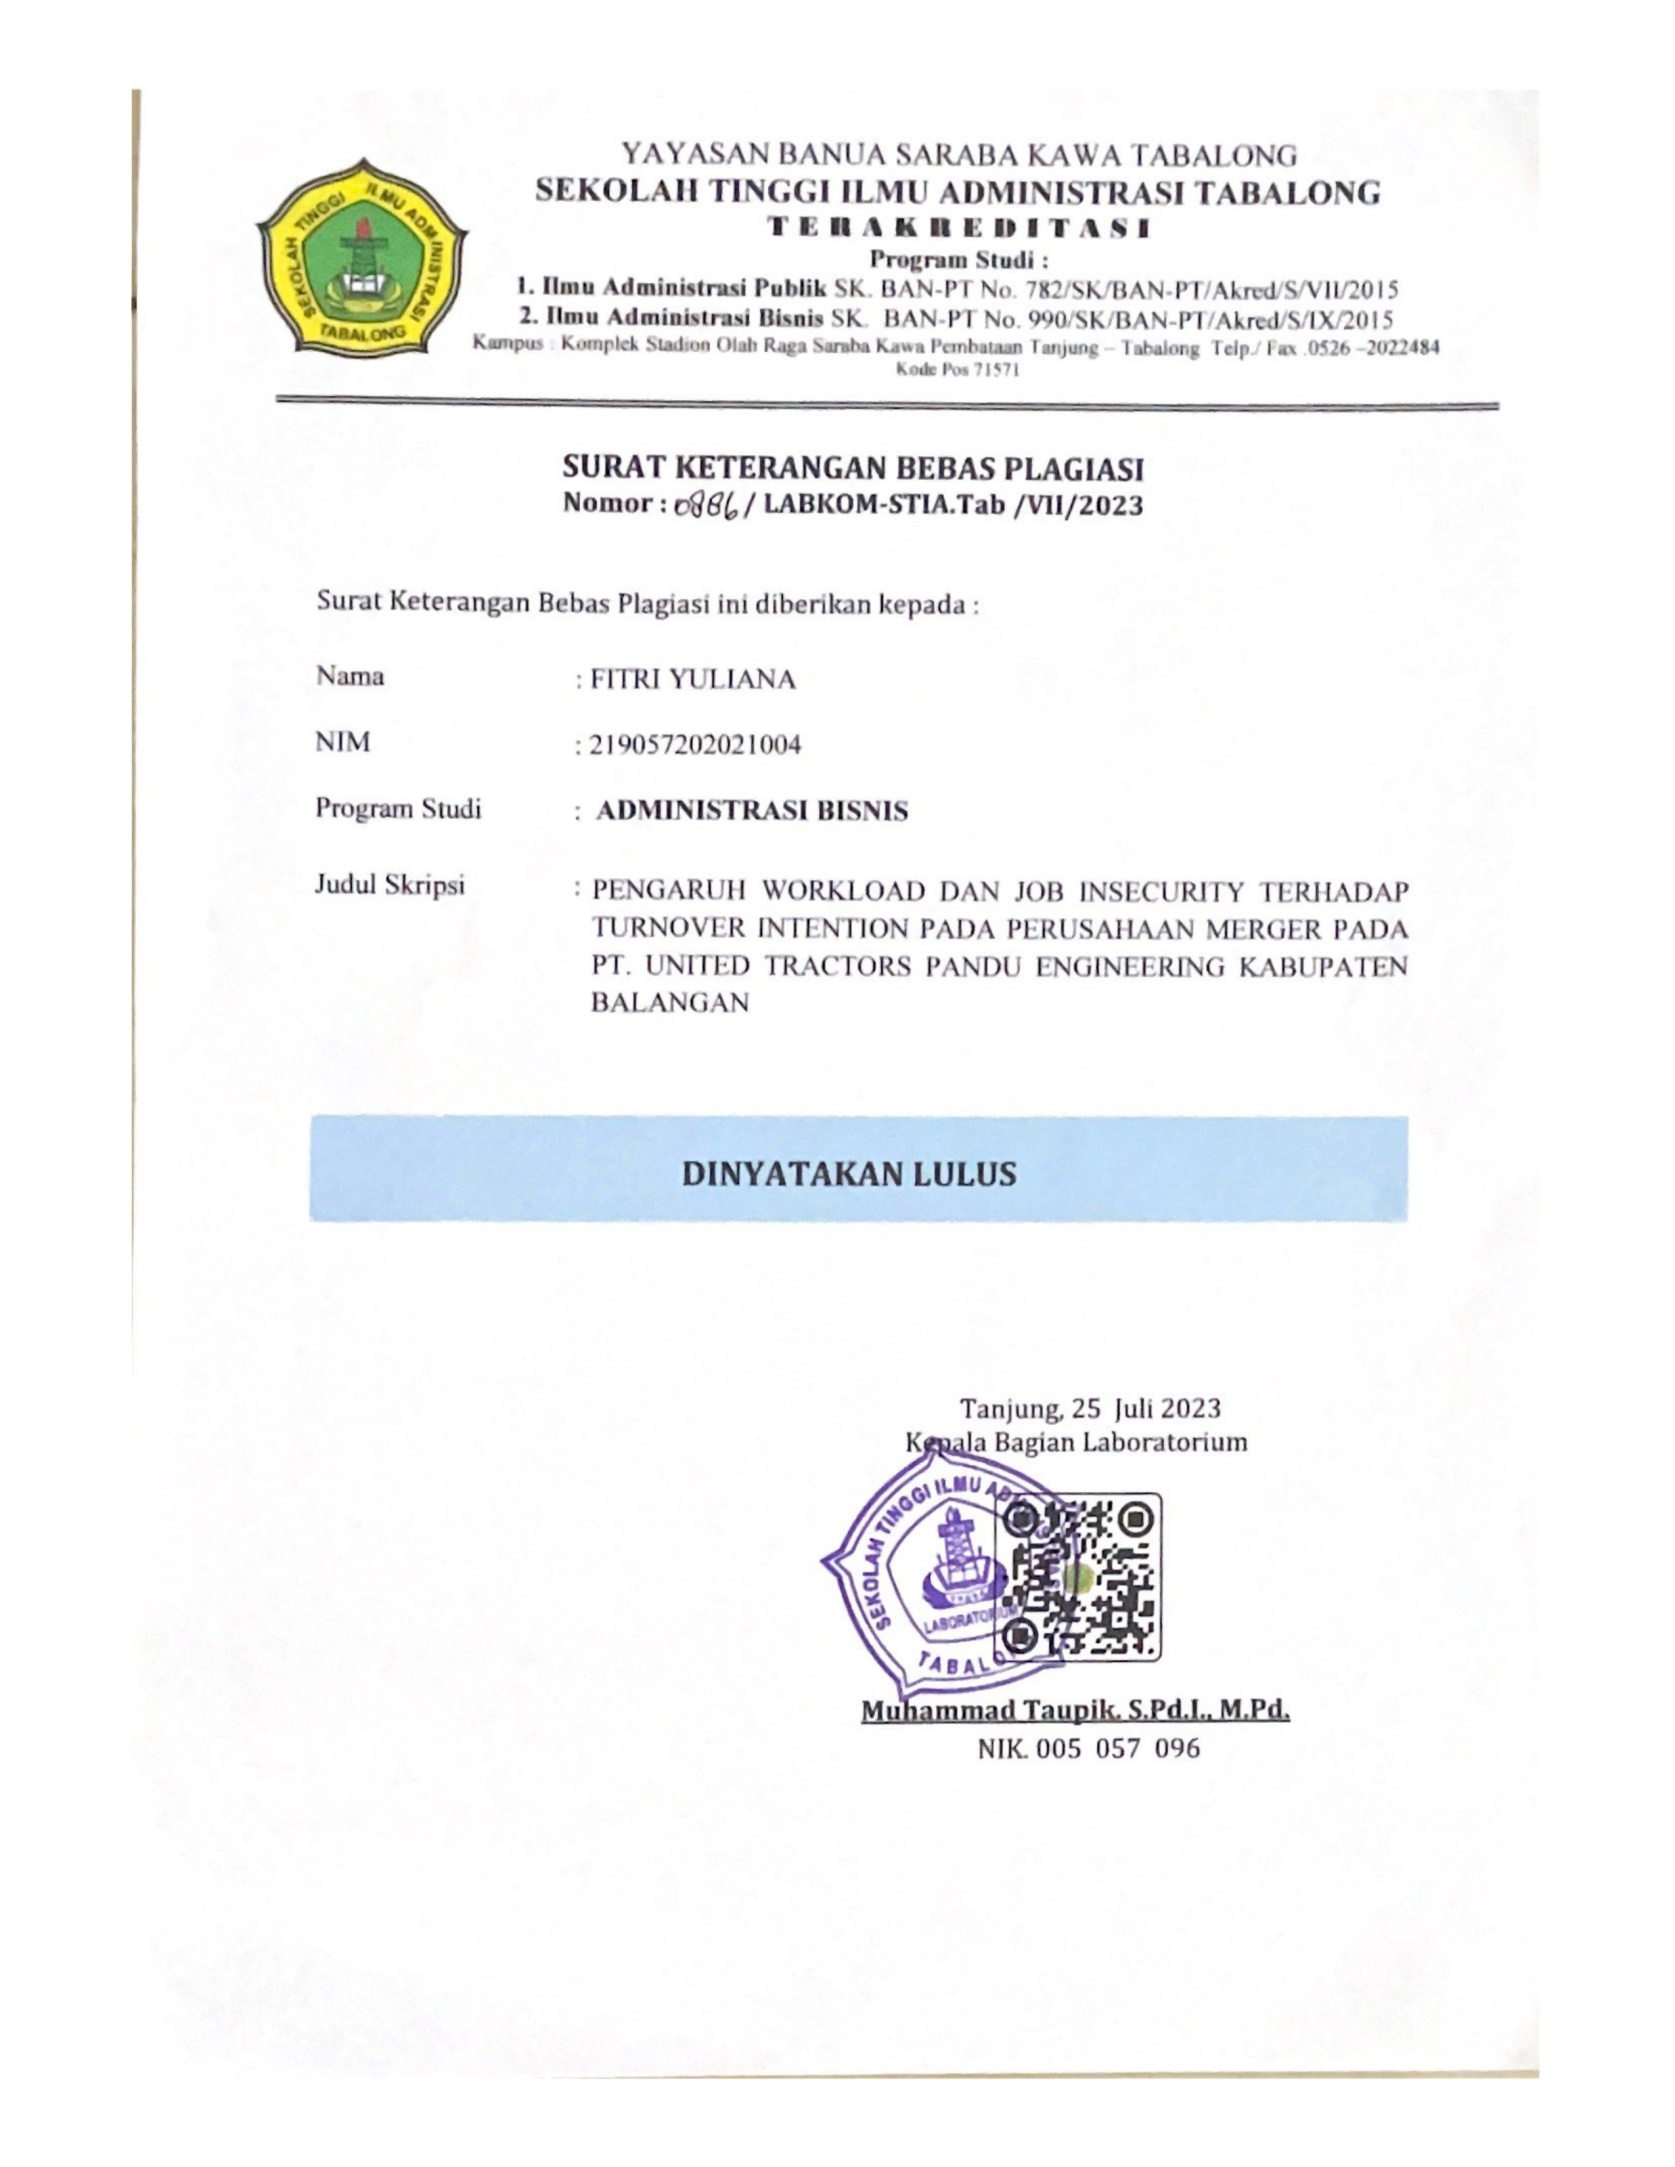 YAYASAN BANUA SARABA KAWA TABALONG
SEKOLAH TINGGI ILMU ADMINISTRASI TABALONG
TERAKREDITASI
Program Studi :
1. Ilmu Administrasi Publik SK. BAN-PT No. 782/SK/BAN-PT/Akred/S/VII/2015
2. Ilmu Administrasi Bisnis SK. BAN-PT No. 990/SK/BAN-PT/Akred/S/IX/2015
Kampus : Komplek Stadion Olah Raga Saraba Kawa Pembataan Tanjung – Tabalong Telp./ Fax .0526 –2022484
Kode Pos 71571
SEKOLAH TINGGI ILMU ADMINISTRASI
TABALONG
SURAT KETERANGAN BEBAS PLAGIASI
Nomor : 0886 / LABKOM-STIA.Tab /VII/2023
Surat Keterangan Bebas Plagiasi ini diberikan kepada :
Nama : FITRI YULIANA
NIM : 219057202021004
Program Studi : ADMINISTRASI BISNIS
Judul Skripsi : PENGARUH WORKLOAD DAN JOB INSECURITY TERHADAP
TURNOVER INTENTION PADA PERUSAHAAN MERGER PADA
PT. UNITED TRACTORS PANDU ENGINEERING KABUPATEN
BALANGAN
DINYATAKAN LULUS
Tanjung, 25 Juli 2023
Kepala Bagian Laboratorium
SEKOLAH TINGGI ILMU
LABORATORIUM
Muhammad Taupik. S.Pd.I., M.Pd.
NIK. 005 057 096